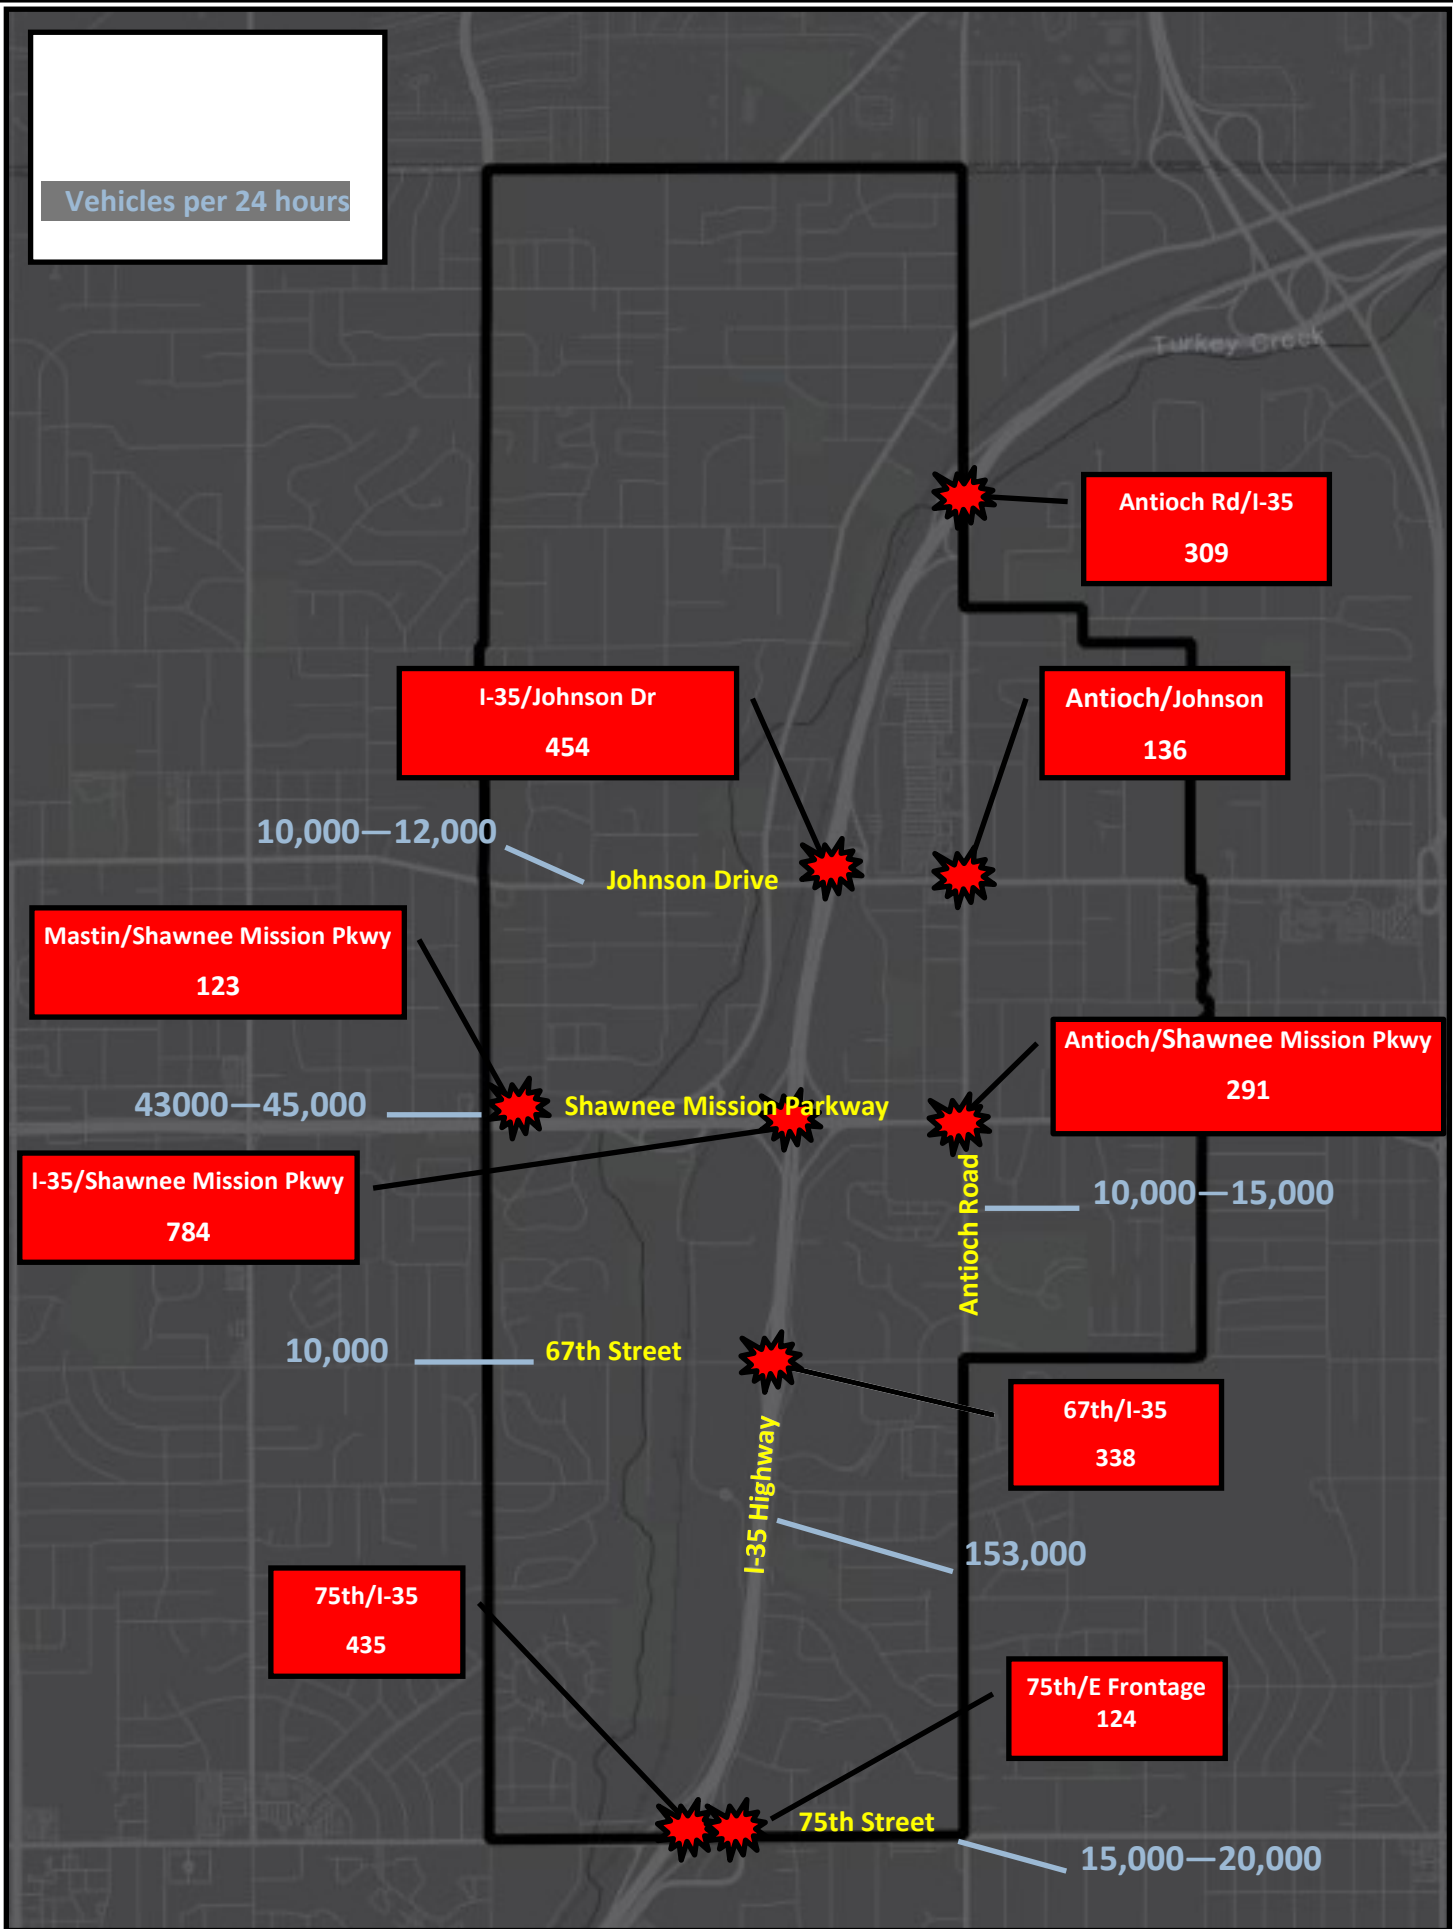 Vehicles per 24 hours
Turkey Creek
Antioch Rd/I-35
309
I-35/Johnson Dr
454
Antioch/Johnson
136
10,000—12,000
Johnson Drive
Mastin/Shawnee Mission Pkwy
123
Antioch/Shawnee Mission Pkwy
291
43000—45,000
Shawnee Mission Parkway
I-35/Shawnee Mission Pkwy
784
Antioch Road
10,000—15,000
10,000
67th Street
67th/I-35
338
I-35 Highway
153,000
75th/I-35
435
75th/E Frontage
124
75th Street
15,000—20,000